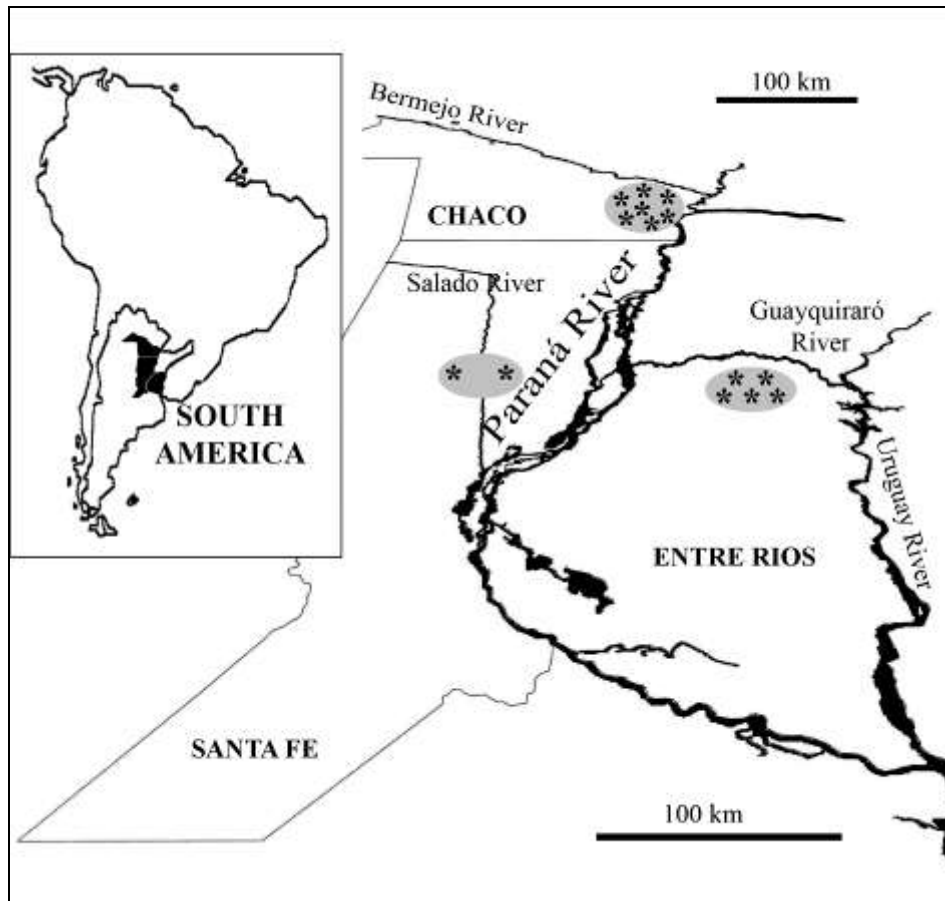 100 km
Bermejo River
CHACO
Salado River
Paraná River
Guayquiraró
River
SOUTH
AMERICA
Uruguay River
ENTRE RIOS
SANTA FE
100 km